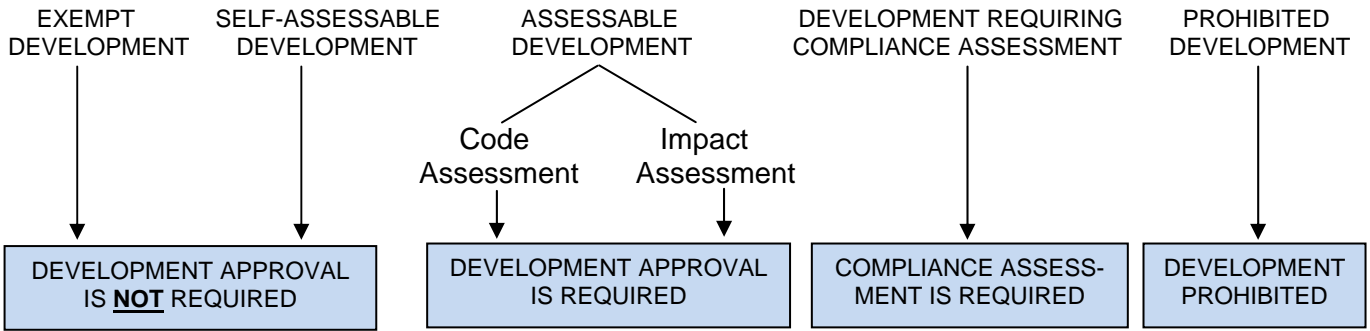 EXEMPT
DEVELOPMENT
SELF-ASSESSABLE
DEVELOPMENT
ASSESSABLE
DEVELOPMENT
DEVELOPMENT REQUIRING
COMPLIANCE ASSESSMENT
PROHIBITED
DEVELOPMENT
Code
Assessment
Impact
Assessment
DEVELOPMENT APPROVAL
IS NOT REQUIRED
DEVELOPMENT APPROVAL
IS REQUIRED
COMPLIANCE ASSESS-
MENT IS REQUIRED
DEVELOPMENT
PROHIBITED